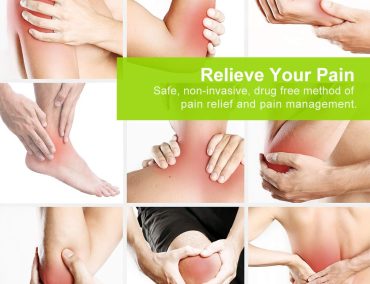 Relieve Your Pain
Safe, non-invasive, drug free method of
pain relief and pain management.